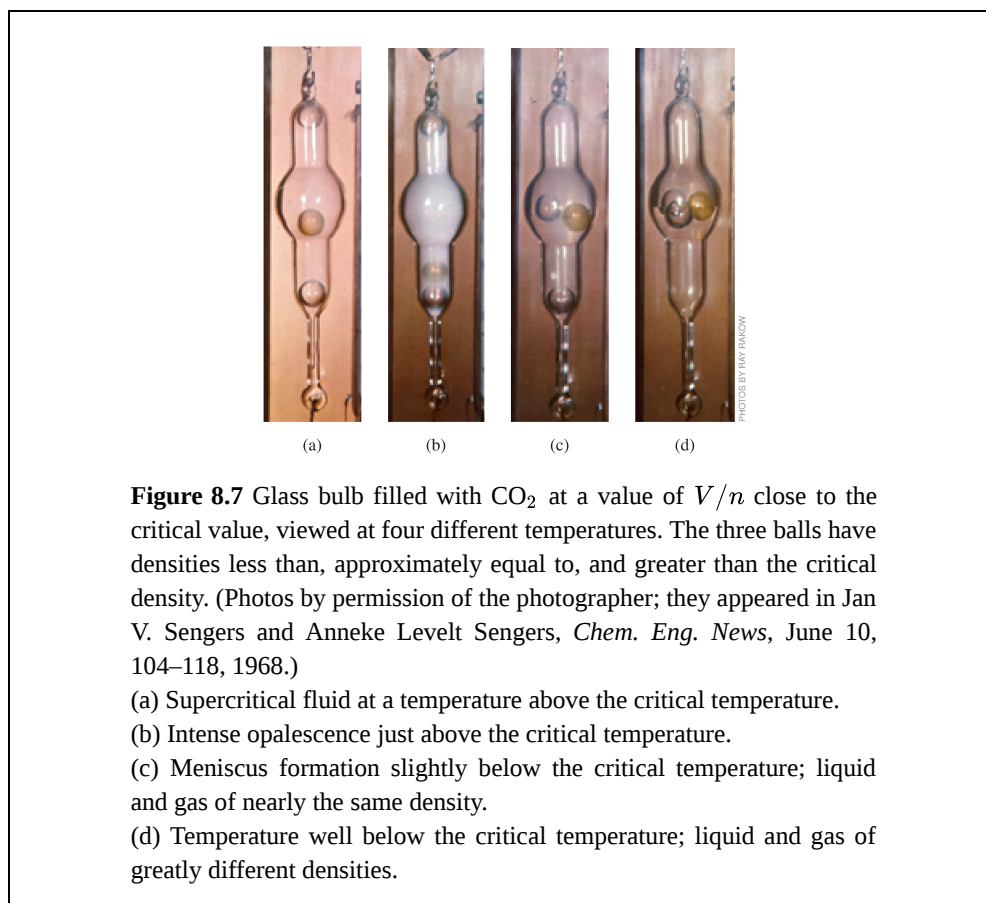 PHOTOS BY RAY RAKOW
(a) (b) (c) (d)
Figure 8.7 Glass bulb filled with CO₂ at a value of V/n close to the
critical value, viewed at four different temperatures. The three balls have
densities less than, approximately equal to, and greater than the critical
density. (Photos by permission of the photographer; they appeared in Jan
V. Sengers and Anneke Levelt Sengers, Chem. Eng. News, June 10,
104–118, 1968.)
(a) Supercritical fluid at a temperature above the critical temperature.
(b) Intense opalescence just above the critical temperature.
(c) Meniscus formation slightly below the critical temperature; liquid
and gas of nearly the same density.
(d) Temperature well below the critical temperature; liquid and gas of
greatly different densities.